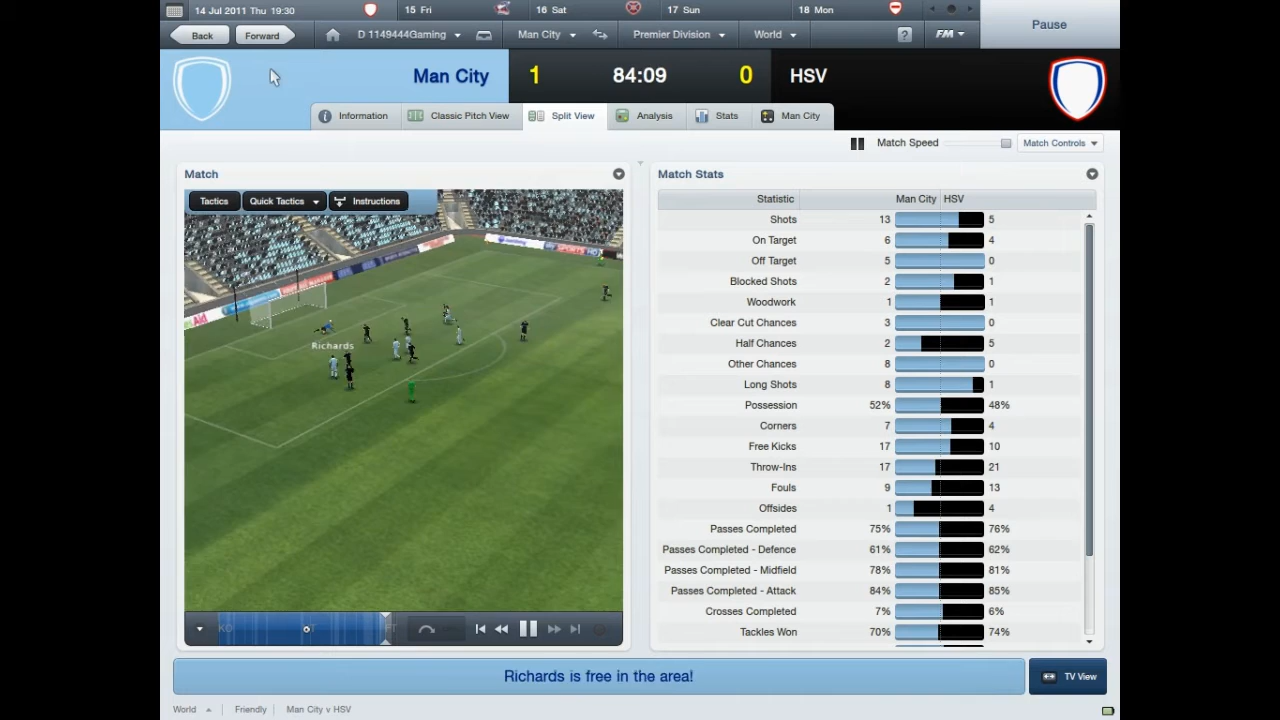 14 Jul 2011 Thu 19:30 15 Fri 16 Sat 17 Sun 18 Mon Pause
Back Forward D 1149444Gaming Man City Premier Division World ? FM
Man City 1 84:09 0 HSV
Information Classic Pitch View Split View Analysis Stats Man City
Match Speed Match Controls
Match
Tactics Quick Tactics Instructions
Richards
KO
FT
Match Stats
Statistic Man City HSV
Shots 13 5
On Target 6 4
Off Target 5 0
Blocked Shots 2 1
Woodwork 1 1
Clear Cut Chances 3 0
Half Chances 2 5
Other Chances 8 0
Long Shots 8 1
Possession 52% 48%
Corners 7 4
Free Kicks 17 10
Throw-Ins 17 21
Fouls 9 13
Offsides 1 4
Passes Completed 75% 76%
Passes Completed - Defence 61% 62%
Passes Completed - Midfield 78% 81%
Passes Completed - Attack 84% 85%
Crosses Completed 7% 6%
Tackles Won 70% 74%
Richards is free in the area!
TV View
World Friendly Man City v HSV